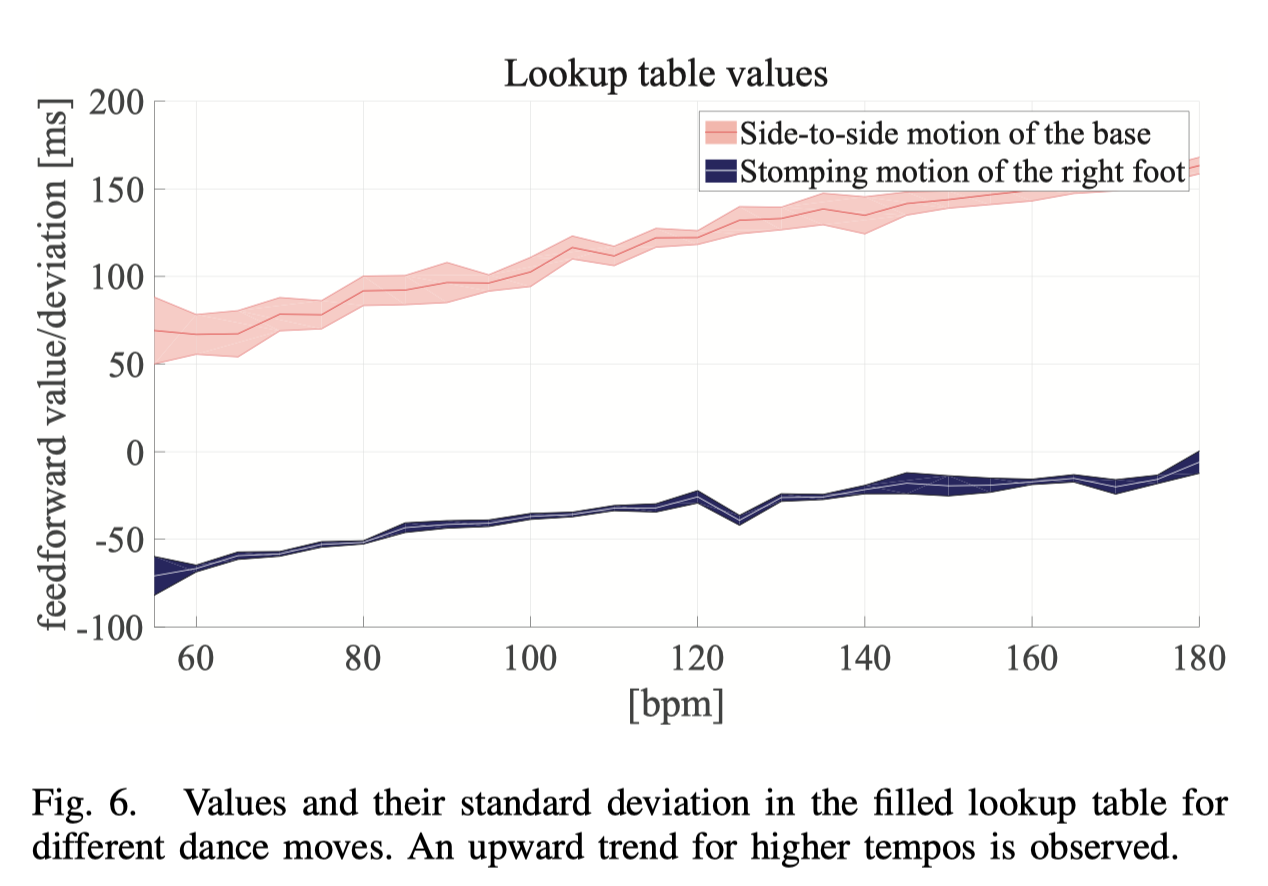 Lookup table values
Side-to-side motion of the base
Stomping motion of the right foot
feedforward value/deviation [ms]
200
150
100
50
0
-50
-100
60 80 100 120 140 160 180
[bpm]
Fig. 6. Values and their standard deviation in the filled lookup table for
different dance moves. An upward trend for higher tempos is observed.